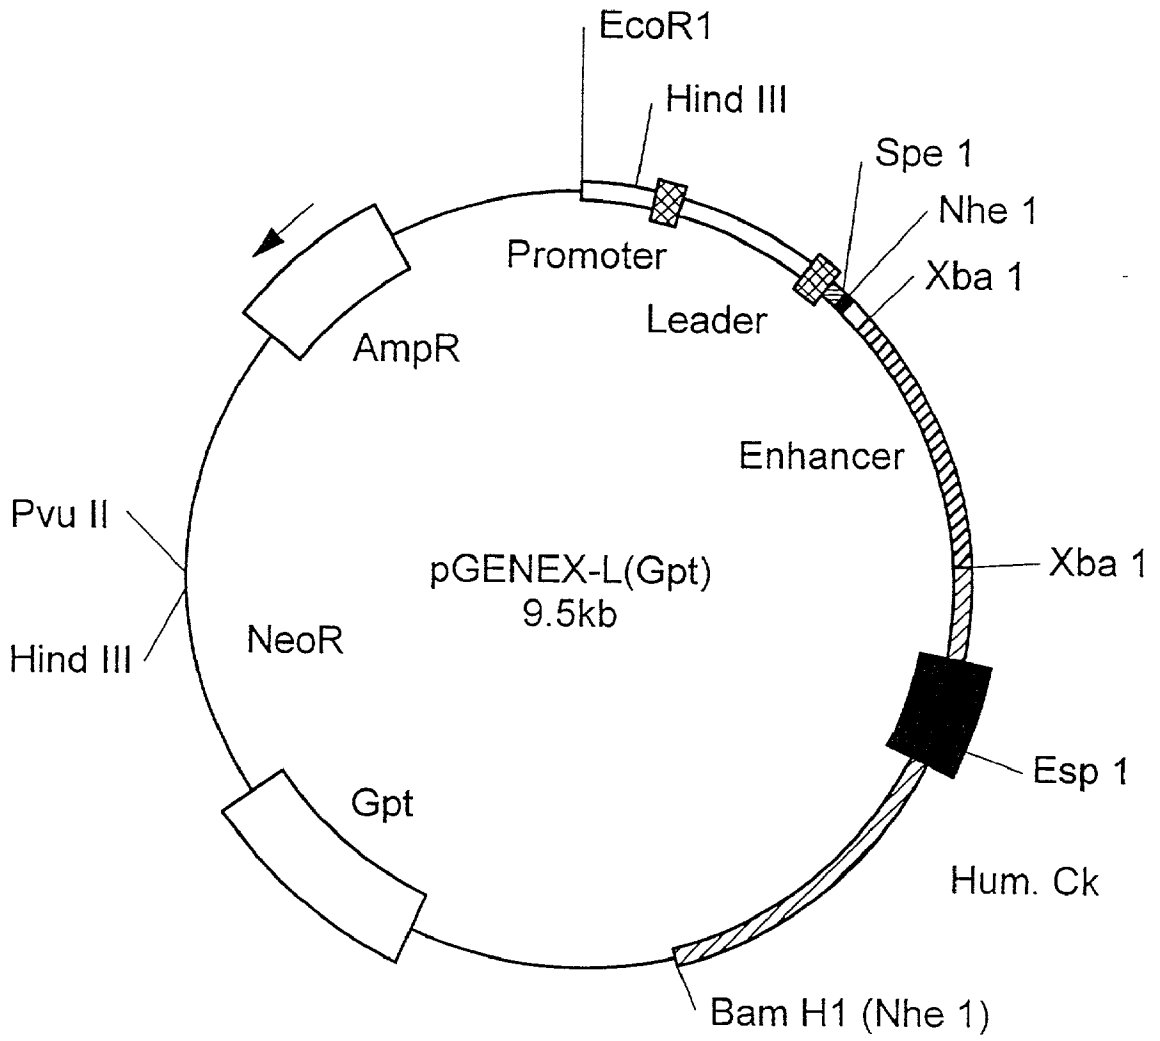 EcoR1
Hind III
Spe 1
Nhe 1
Promoter
Xba 1
Leader
AmpR
Enhancer
Pvu II
pGENEX-L(Gpt)
Xba 1
9.5kb
NeoR
Hind III
Esp 1
Gpt
Hum. Ck
Bam H1 (Nhe 1)